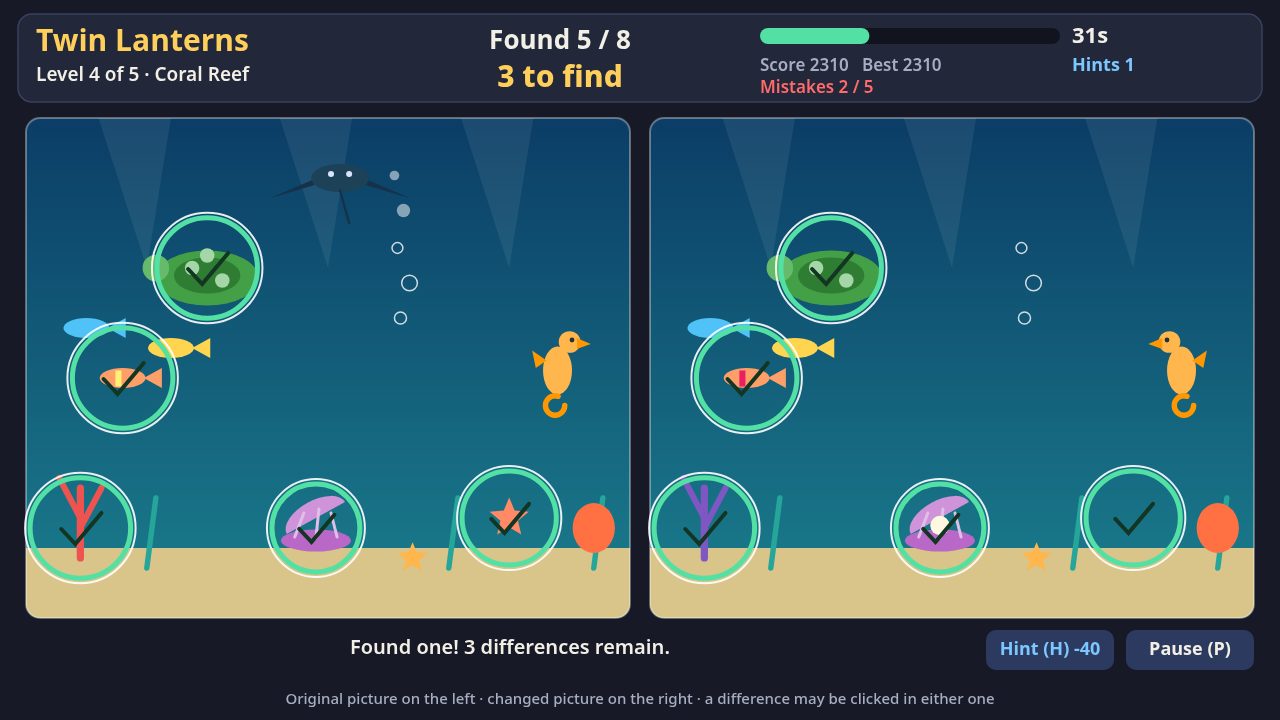 Twin Lanterns
Level 4 of 5 · Coral Reef
Found 5 / 8
3 to find
31s
Score 2310 Best 2310
Hints 1
Mistakes 2 / 5
Found one! 3 differences remain.
Hint (H) -40
Pause (P)
Original picture on the left · changed picture on the right · a difference may be clicked in either one